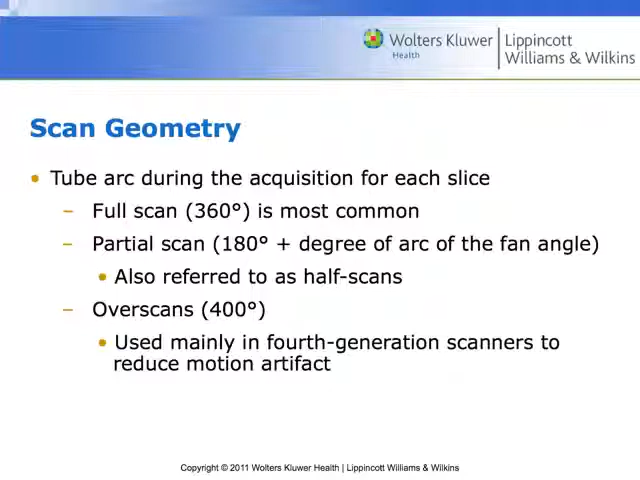 Wolters Kluwer
Health
Lippincott
Williams & Wilkins
Scan Geometry
• Tube arc during the acquisition for each slice
– Full scan (360°) is most common
– Partial scan (180° + degree of arc of the fan angle)
• Also referred to as half-scans
– Overscans (400°)
• Used mainly in fourth-generation scanners to
reduce motion artifact
Copyright © 2011 Wolters Kluwer Health | Lippincott Williams & Wilkins